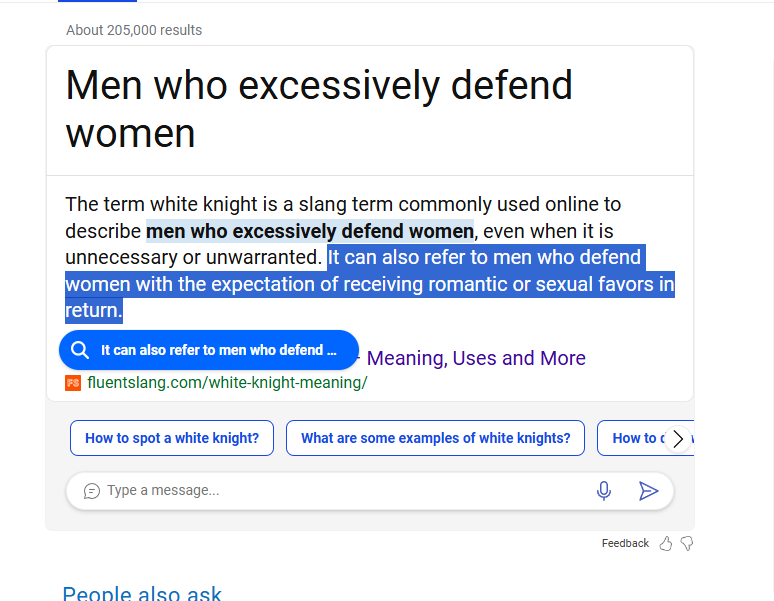 About 205,000 results
Men who excessively defend
women
The term white knight is a slang term commonly used online to
describe men who excessively defend women, even when it is
unnecessary or unwarranted. It can also refer to men who defend
women with the expectation of receiving romantic or sexual favors in
return.
It can also refer to men who defend ... Meaning, Uses and More
FS fluentslang.com/white-knight-meaning/
How to spot a white knight? What are some examples of white knights? How to
Type a message...
Feedback
People also ask